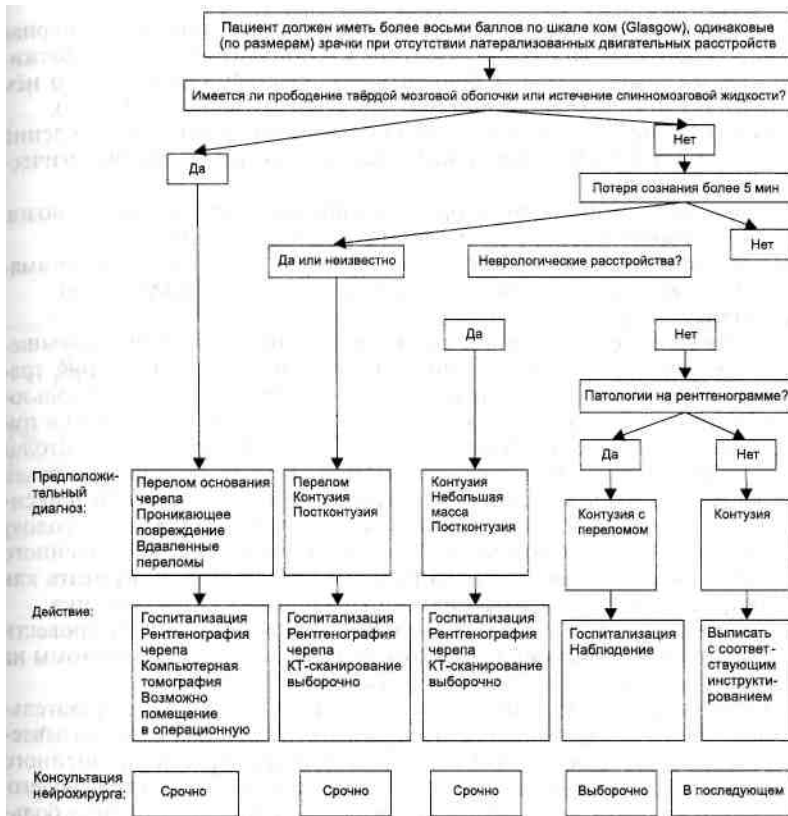 Пациент должен иметь более восьми баллов по шкале ком (Glasgow), одинаковые
(по размерам) зрачки при отсутствии латерализованных двигательных расстройств
Имеется ли прободение твёрдой мозговой оболочки или истечение спинномозговой жидкости?
Да
Нет
Потеря сознания более 5 мин
Да или неизвестно
Неврологические расстройства?
Нет
Да
Нет
Патологии на рентгенограмме?
Да
Нет
Предположи-
тельный
диагноз:
Перелом основания
черепа
Проникающее
повреждение
Вдавленные
переломы
Перелом
Контузия
Постконтузия
Контузия
Небольшая
масса
Постконтузия
Контузия с
переломом
Контузия
Действие:
Госпитализация
Рентгенография
черепа
Компьютерная
томография
Возможно
помещение
в операционную
Госпитализация
Рентгенография
черепа
КТ-сканирование
выборочно
Госпитализация
Рентгенография
черепа
КТ-сканирование
выборочно
Госпитализация
Наблюдение
Выписать
с соответ-
ствующим
инструкти-
рованием
Консультация
нейрохирурга:
Срочно
Срочно
Срочно
Выборочно
В последующем